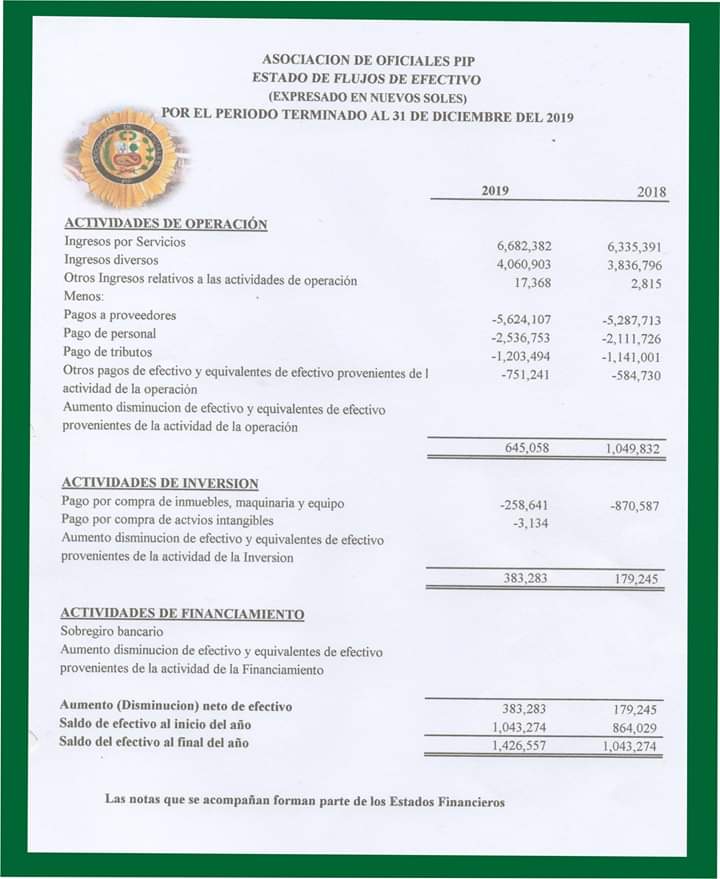 ASOCIACION DE OFICIALES PIP
ESTADO DE FLUJOS DE EFECTIVO
(EXPRESADO EN NUEVOS SOLES)
POR EL PERIODO TERMINADO AL 31 DE DICIEMBRE DEL 2019
2019 2018
ACTIVIDADES DE OPERACIÓN
Ingresos por Servicios 6,682,382 6,335,391
Ingresos diversos 4,060,903 3,836,796
Otros Ingresos relativos a las actividades de operación 17,368 2,815
Menos:
Pagos a proveedores -5,624,107 -5,287,713
Pago de personal -2,536,753 -2,111,726
Pago de tributos -1,203,494 -1,141,001
Otros pagos de efectivo y equivalentes de efectivo provenientes de l -751,241 -584,730
actividad de la operación
Aumento disminucion de efectivo y equivalentes de efectivo
provenientes de la actividad de la operación
645,058 1,049,832
ACTIVIDADES DE INVERSION
Pago por compra de inmuebles, maquinaria y equipo -258,641 -870,587
Pago por compra de actvios intangibles -3,134
Aumento disminucion de efectivo y equivalentes de efectivo
provenientes de la actividad de la Inversion
383,283 179,245
ACTIVIDADES DE FINANCIAMIENTO
Sobregiro bancario
Aumento disminucion de efectivo y equivalentes de efectivo
provenientes de la actividad de la Financiamiento
Aumento (Disminucion) neto de efectivo 383,283 179,245
Saldo de efectivo al inicio del año 1,043,274 864,029
Saldo del efectivo al final del año 1,426,557 1,043,274
Las notas que se acompañan forman parte de los Estados Financieros